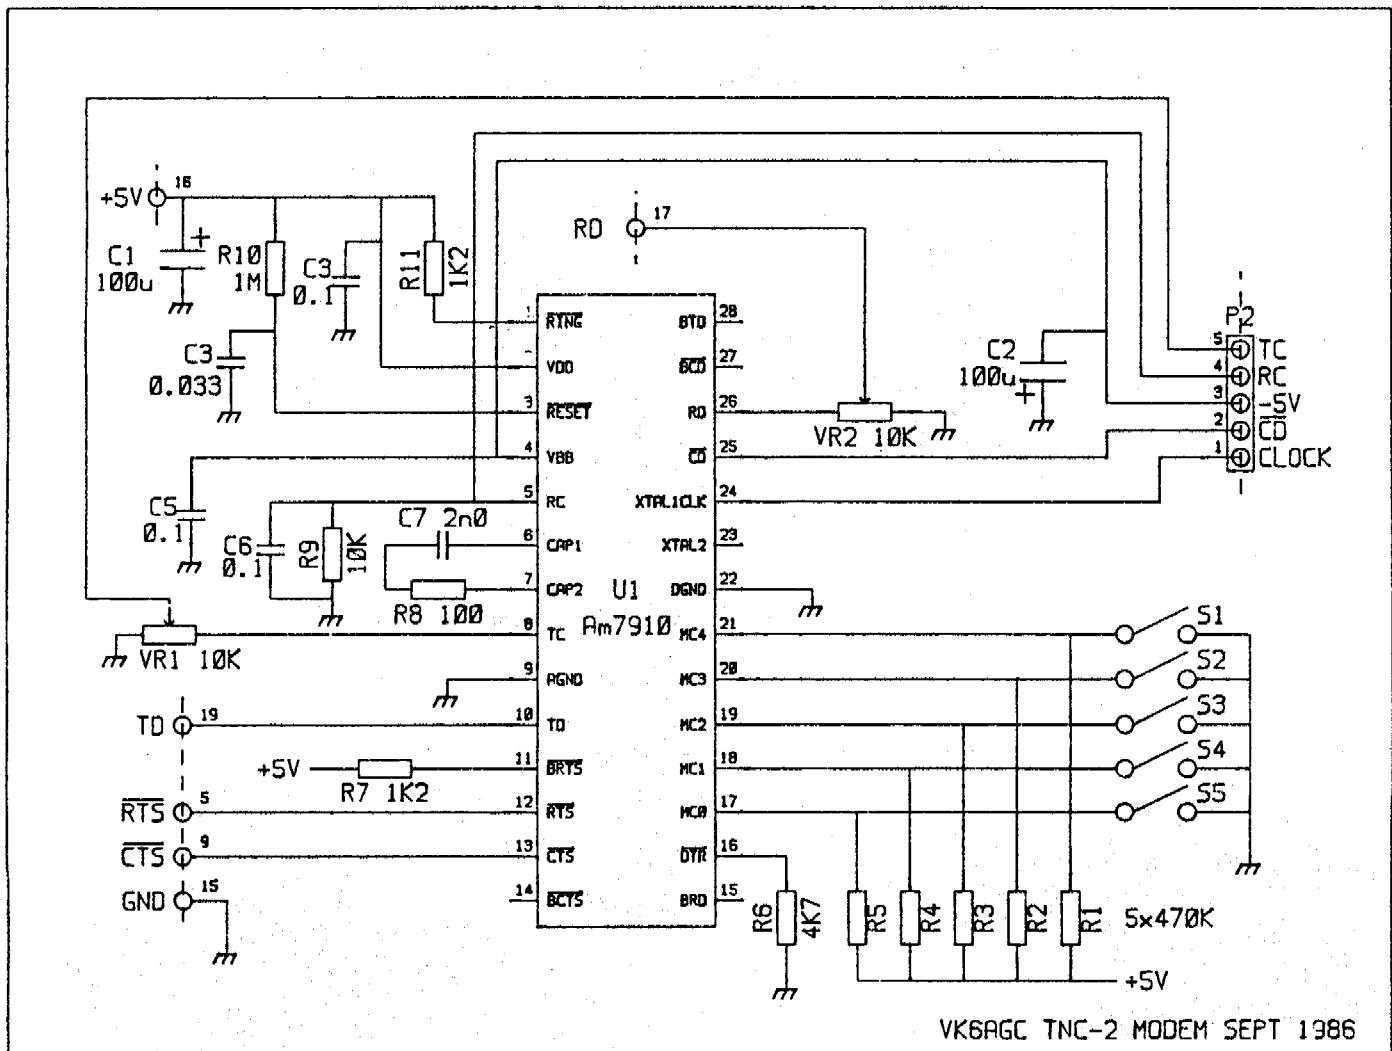 +5V
16
C1
100u
+
R10
1M
C3
0.1
R11
1K2
RD
17
C3
0.033
C5
0.1
C6
0.1
R9
10K
C7 2n0
R8 100
VR1 10K
TD
19
+5V
R7 1K2
RTS
5
CTS
9
GND
15
1 RING
VDD
3 RESET
4 VBB
5 RC
6 CAP1
7 CAP2
8 TC
9 AGND
10 TD
11 BRTS
12 RTS
13 CTS
14 BCTS
U1
Am7910
BTD 28
BCD 27
RD 26
CD 25
XTAL1CLK 24
XTAL2 23
DGND 22
MC4 21
MC3 20
MC2 19
MC1 18
MC0 17
DTR 16
BRD 15
VR2 10K
C2
100u
+
P2
5 TC
4 RC
3 -5V
2 CD
1 CLOCK
S1
S2
S3
S4
S5
R6
4K7
R5
R4
R3
R2
R1
5x470K
+5V
VK6AGC TNC-2 MODEM SEPT 1986